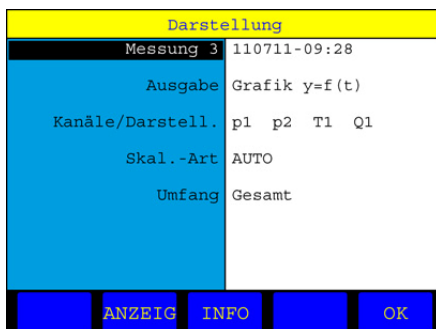 Darstellung
Messung 3 110711-09:28
Ausgabe Grafik y=f(t)
Kanäle/Darstell. p1 p2 T1 Q1
Skal.-Art AUTO
Umfang Gesamt
ANZEIG INFO OK